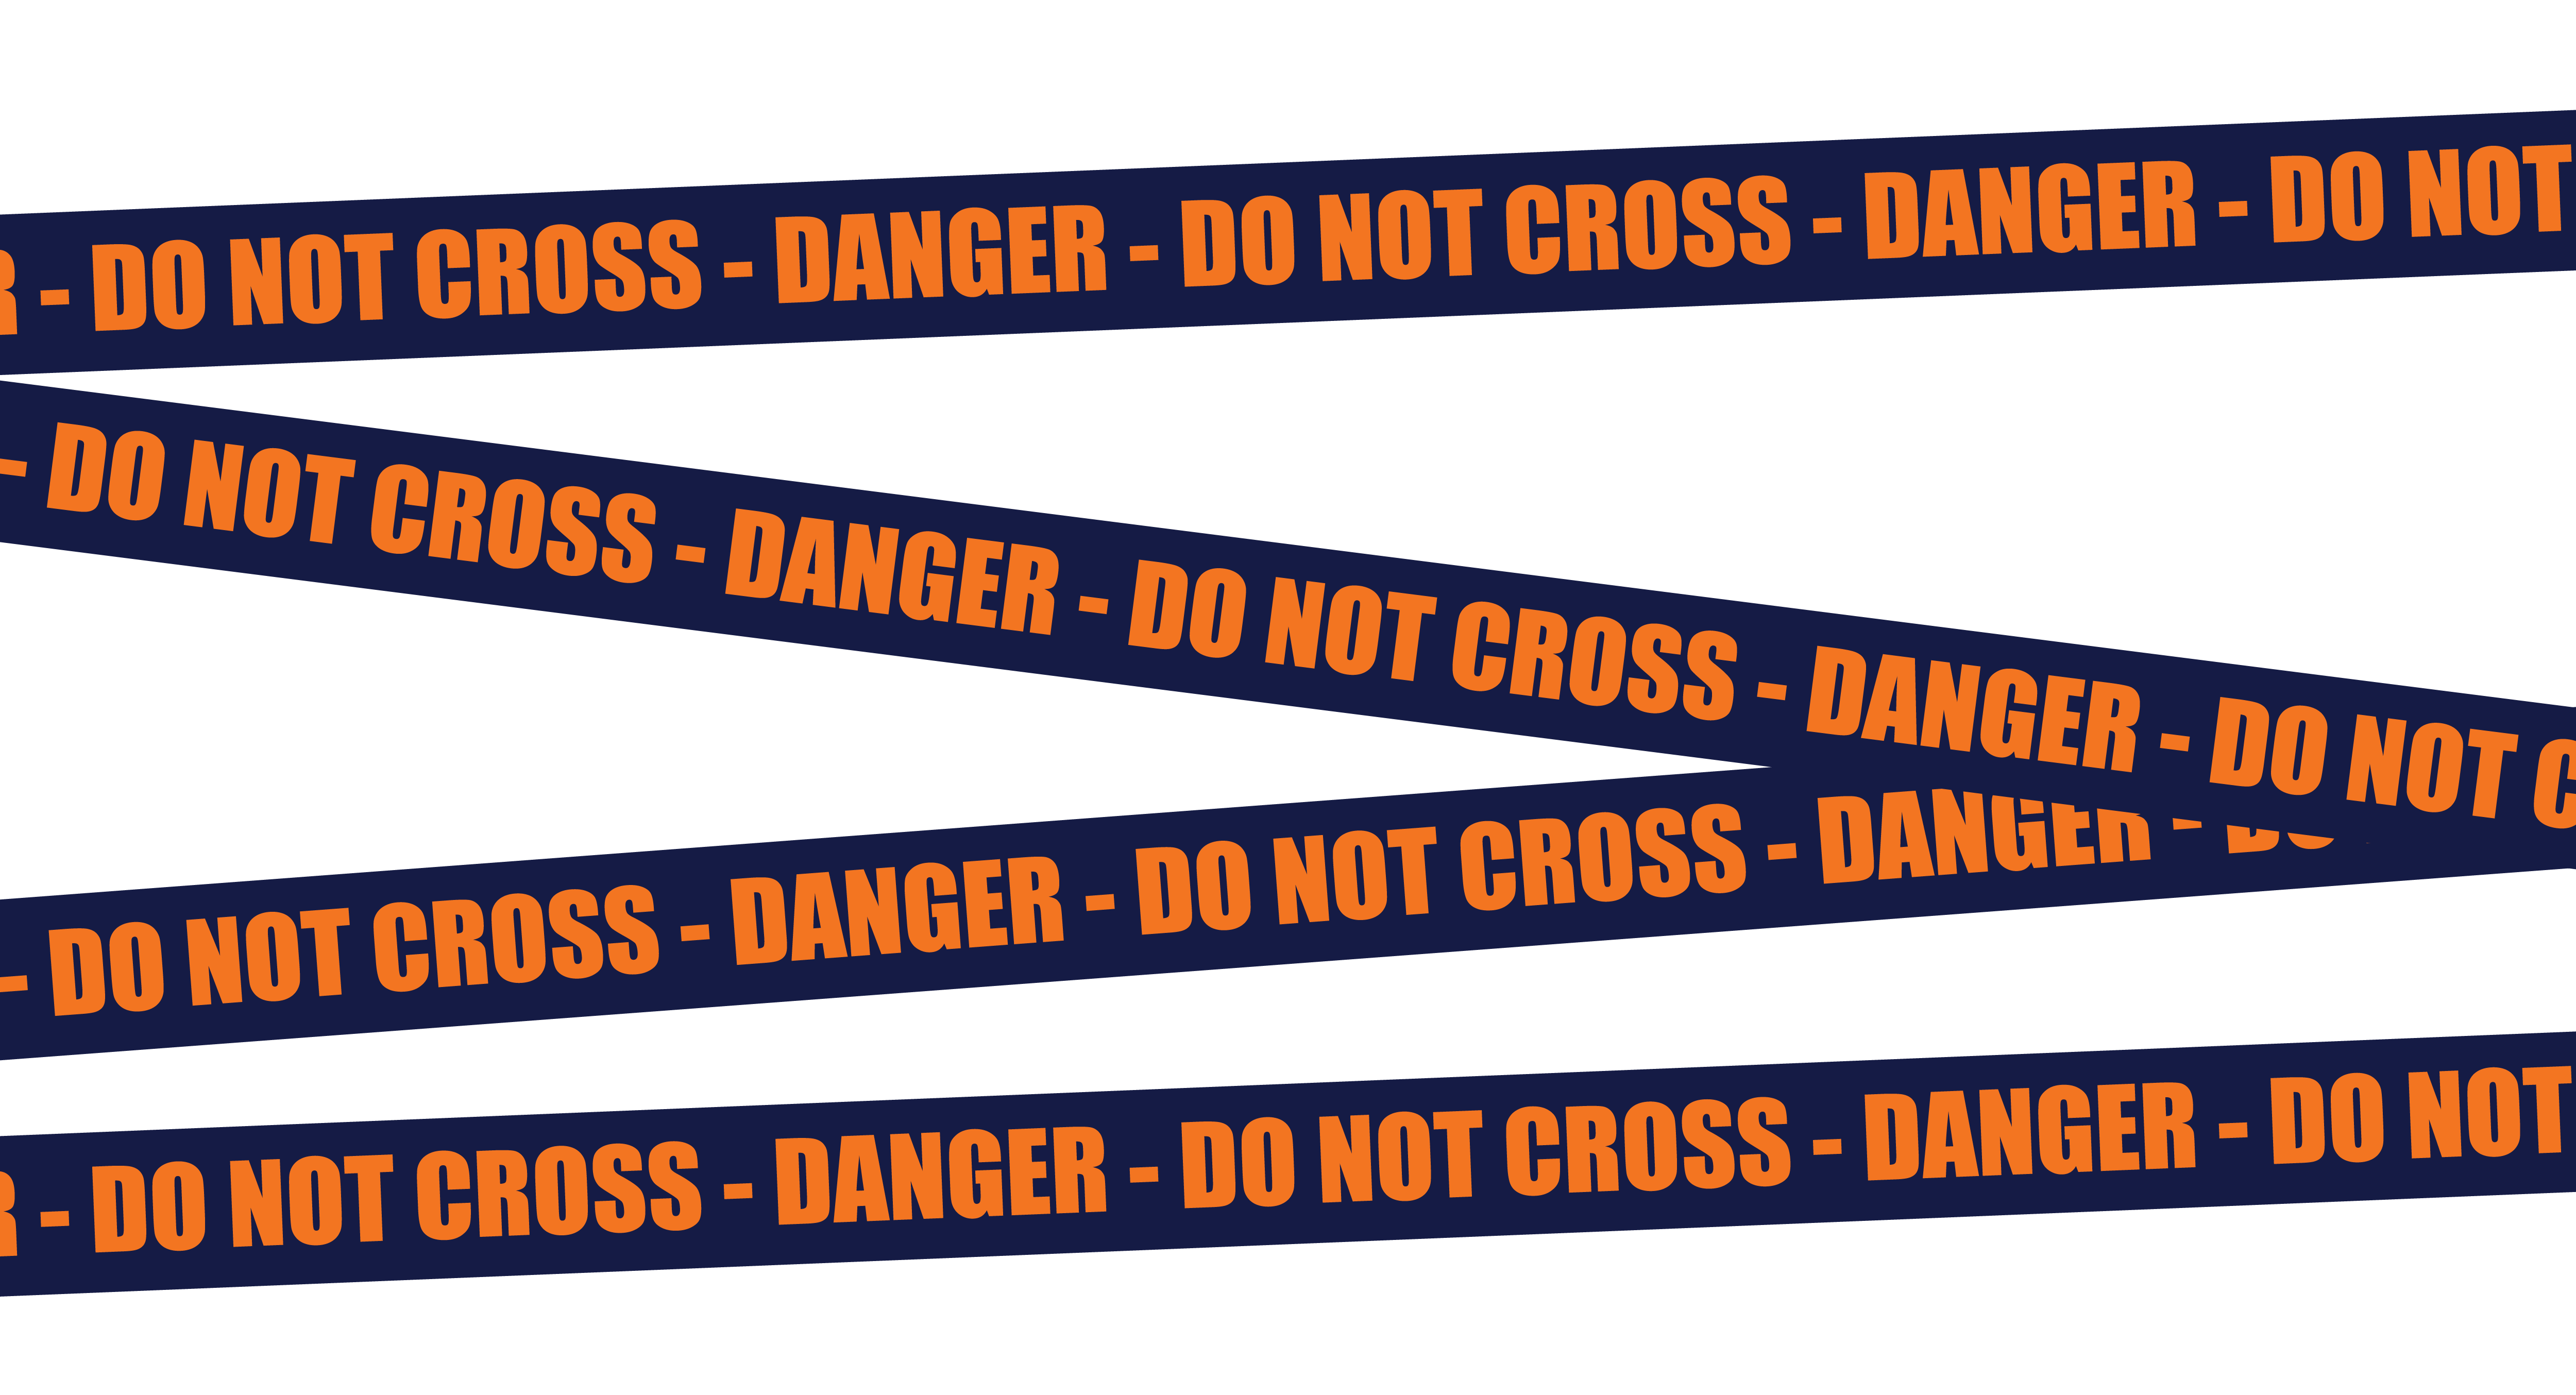 R - DO NOT CROSS - DANGER - DO NOT CROSS - DANGER - DO NOT
- DO NOT CROSS - DANGER - DO NOT CROSS - DANGER - DO NOT C
- DO NOT CROSS - DANGER - DO NOT CROSS - DANGER - DO
R - DO NOT CROSS - DANGER - DO NOT CROSS - DANGER - DO NOT